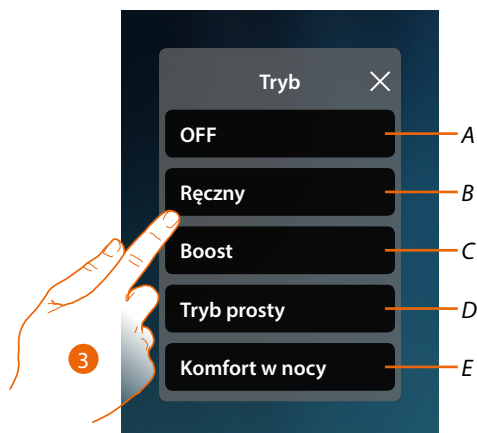 Tryb
OFF
A
Ręczny
B
Boost
C
Tryb prosty
D
Komfort w nocy
E
3